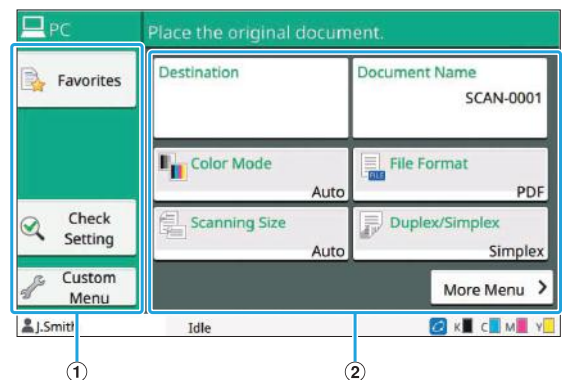 PC
Place the original document.
Favorites
Check
Setting
Custom
Menu
Destination
Document Name
SCAN-0001
Color Mode
Auto
File Format
FILE
PDF
Scanning Size
Auto
Duplex/Simplex
Simplex
More Menu >
J.Smith
Idle
K C M Y
1 2